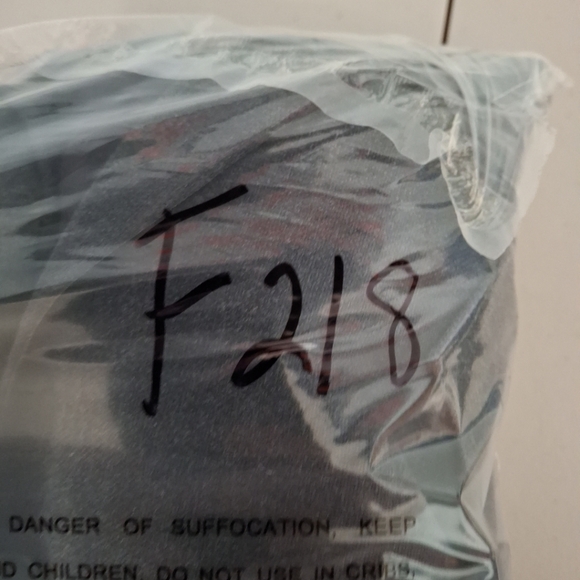 F218
DANGER OF SUFFOCATION, KEEP
CHILDREN. DO NOT USE IN CRIBS,